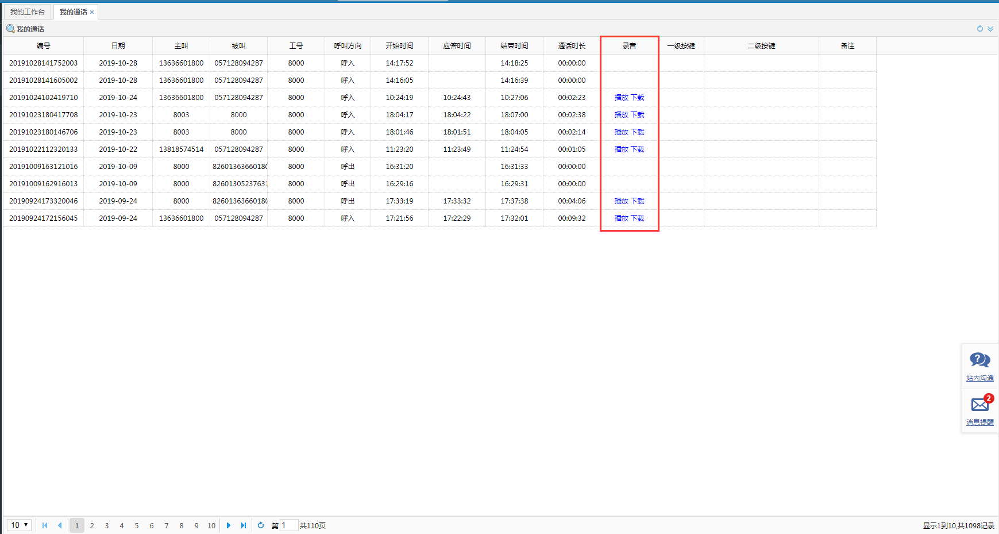 我的工作台 我的通话 ×
我的通话
编号 日期 主叫 被叫 工号 呼叫方向 开始时间 应答时间 结束时间 通话时长 录音 一级按键 二级按键 备注
20191028141752003 2019-10-28 13636601800 057128094287 8000 呼入 14:17:52 14:18:25 00:00:00
20191028141605002 2019-10-28 13636601800 057128094287 8000 呼入 14:16:05 14:16:39 00:00:00
20191024102419710 2019-10-24 13636601800 057128094287 8000 呼入 10:24:19 10:24:43 10:27:06 00:02:23 播放 下载
20191023180417708 2019-10-23 8003 8000 8000 呼入 18:04:17 18:04:22 18:07:00 00:02:38 播放 下载
20191023180146706 2019-10-23 8003 8000 8000 呼入 18:01:46 18:01:51 18:04:05 00:02:14 播放 下载
20191022112320133 2019-10-22 13818574514 057128094287 8000 呼入 11:23:20 11:23:49 11:24:54 00:01:05 播放 下载
20191009163121016 2019-10-09 8000 82601363660180 8000 呼出 16:31:20 16:31:33 00:00:00
20191009162916013 2019-10-09 8000 82601305237631 8000 呼出 16:29:16 16:29:31 00:00:00
20190924173320046 2019-09-24 8000 82601363660180 8000 呼出 17:33:19 17:33:32 17:37:38 00:04:06 播放 下载
20190924172156045 2019-09-24 13636601800 057128094287 8000 呼入 17:21:56 17:22:29 17:32:01 00:09:32 播放 下载
?
站内沟通
2
消息提醒
10 1 2 3 4 5 6 7 8 9 10 第 1 共110页 显示1到10,共1098记录